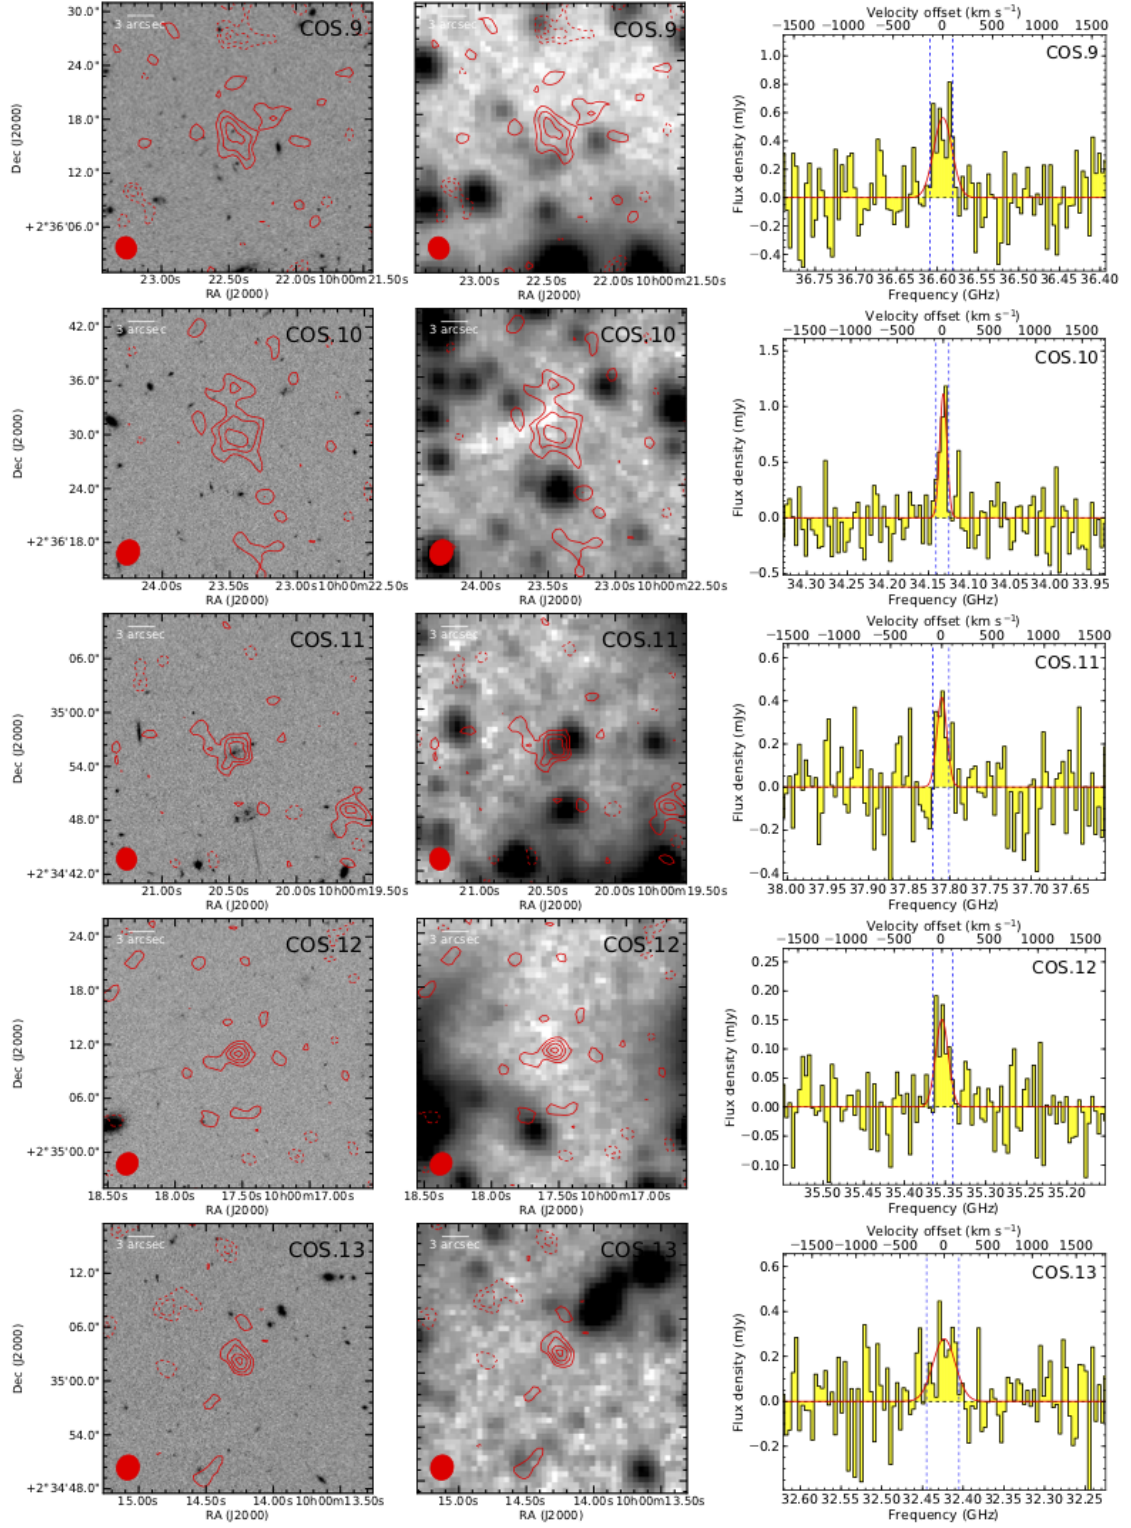 30.0"
3 arcsec
COS.9
24.0"
18.0"
12.0"
+2°36'06.0"
Dec (J2000)
23.00s 22.50s 22.00s 10h00m21.50s
RA (J2000)
3 arcsec
COS.9
23.00s 22.50s 22.00s 10h00m21.50s
RA (J2000)
Velocity offset (km s⁻¹)
−1500 −1000 −500 0 500 1000 1500
COS.9
1.0
0.8
0.6
0.4
0.2
0.0
−0.2
−0.4
Flux density (mJy)
36.75 36.70 36.65 36.60 36.55 36.50 36.45 36.40
Frequency (GHz)
42.0"
3 arcsec
COS.10
36.0"
30.0"
24.0"
+2°36'18.0"
Dec (J2000)
24.00s 23.50s 23.00s 10h00m22.50s
RA (J2000)
3 arcsec
COS.10
24.00s 23.50s 23.00s 10h00m22.50s
RA (J2000)
Velocity offset (km s⁻¹)
−1500 −1000 −500 0 500 1000 1500
COS.10
1.5
1.0
0.5
0.0
−0.5
Flux density (mJy)
34.30 34.25 34.20 34.15 34.10 34.05 34.00 33.95
Frequency (GHz)
3 arcsec
COS.11
06.0"
35'00.0"
54.0"
48.0"
+2°34'42.0"
Dec (J2000)
21.00s 20.50s 20.00s 10h00m19.50s
RA (J2000)
3 arcsec
COS.11
21.00s 20.50s 20.00s 10h00m19.50s
RA (J2000)
Velocity offset (km s⁻¹)
−1500 −1000 −500 0 500 1000 1500
COS.11
0.6
0.4
0.2
0.0
−0.2
−0.4
Flux density (mJy)
38.00 37.95 37.90 37.85 37.80 37.75 37.70 37.65
Frequency (GHz)
24.0"
3 arcsec
COS.12
18.0"
12.0"
06.0"
+2°35'00.0"
Dec (J2000)
18.50s 18.00s 17.50s 10h00m17.00s
RA (J2000)
3 arcsec
COS.12
18.50s 18.00s 17.50s 10h00m17.00s
RA (J2000)
Velocity offset (km s⁻¹)
−1500 −1000 −500 0 500 1000 1500
COS.12
0.25
0.20
0.15
0.10
0.05
0.00
−0.05
−0.10
Flux density (mJy)
35.50 35.45 35.40 35.35 35.30 35.25 35.20
Frequency (GHz)
3 arcsec
COS.13
12.0"
06.0"
35'00.0"
54.0"
+2°34'48.0"
Dec (J2000)
15.00s 14.50s 14.00s 10h00m13.50s
RA (J2000)
3 arcsec
COS.13
15.00s 14.50s 14.00s 10h00m13.50s
RA (J2000)
Velocity offset (km s⁻¹)
−1500 −1000 −500 0 500 1000 1500
COS.13
0.6
0.4
0.2
0.0
−0.2
Flux density (mJy)
32.60 32.55 32.50 32.45 32.40 32.35 32.30 32.25
Frequency (GHz)